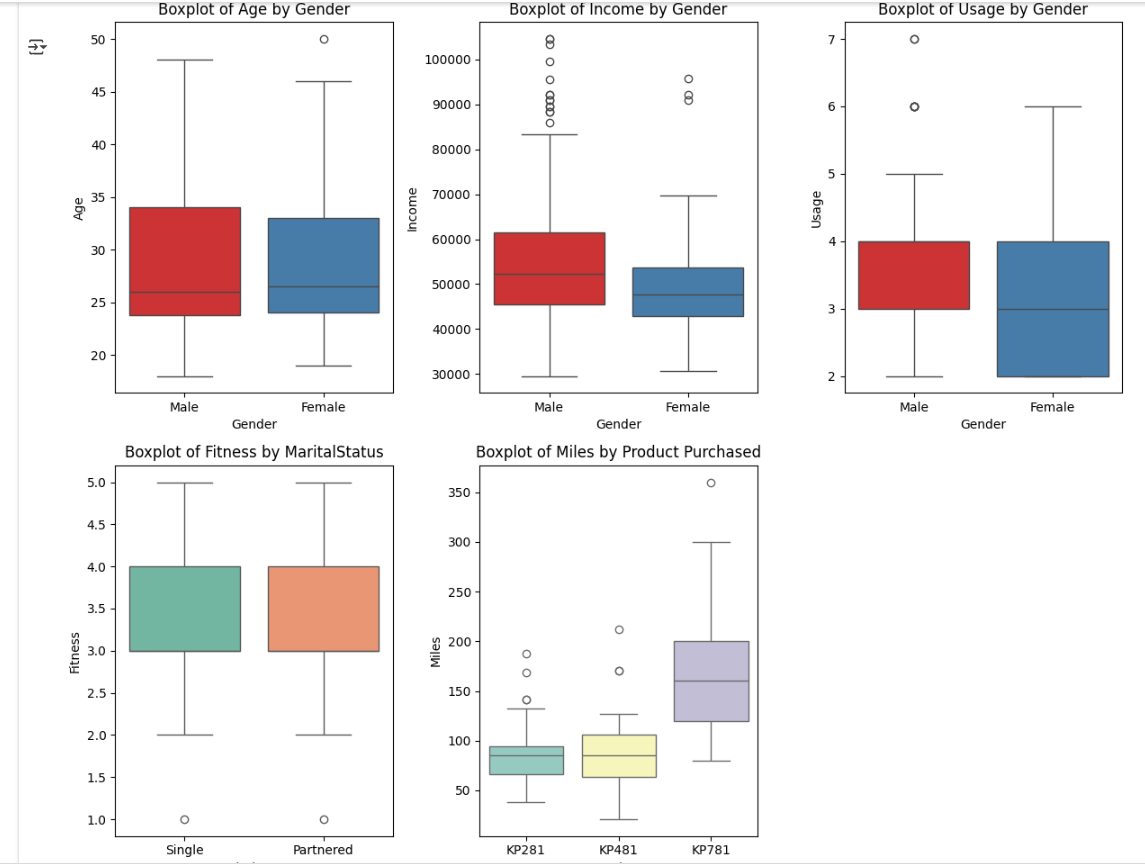 Boxplot of Age by Gender
50
45
40
35
30
25
20
Age
Male Female
Gender
Boxplot of Income by Gender
100000
90000
80000
70000
60000
50000
40000
30000
Income
Male Female
Gender
Boxplot of Usage by Gender
7
6
5
4
3
2
Usage
Male Female
Gender
Boxplot of Fitness by MaritalStatus
5.0
4.5
4.0
3.5
3.0
2.5
2.0
1.5
1.0
Fitness
Single Partnered
Boxplot of Miles by Product Purchased
350
300
250
200
150
100
50
Miles
KP281 KP481 KP781